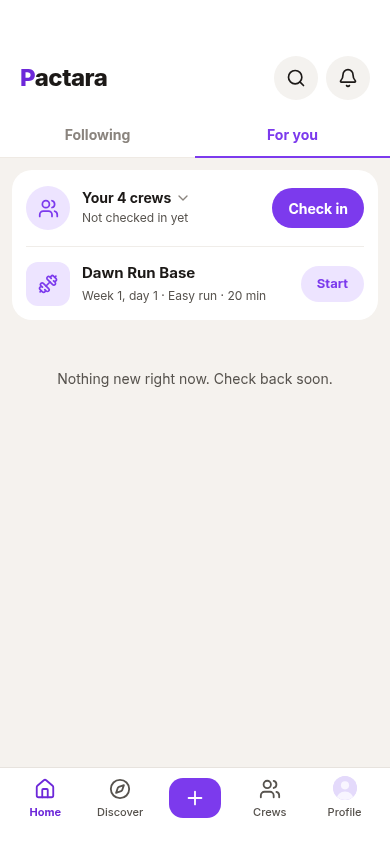 Pactara
Following
For you
Your 4 crews
Not checked in yet
Check in
Dawn Run Base
Week 1, day 1 · Easy run · 20 min
Start
Nothing new right now. Check back soon.
Home
Discover
Crews
Profile